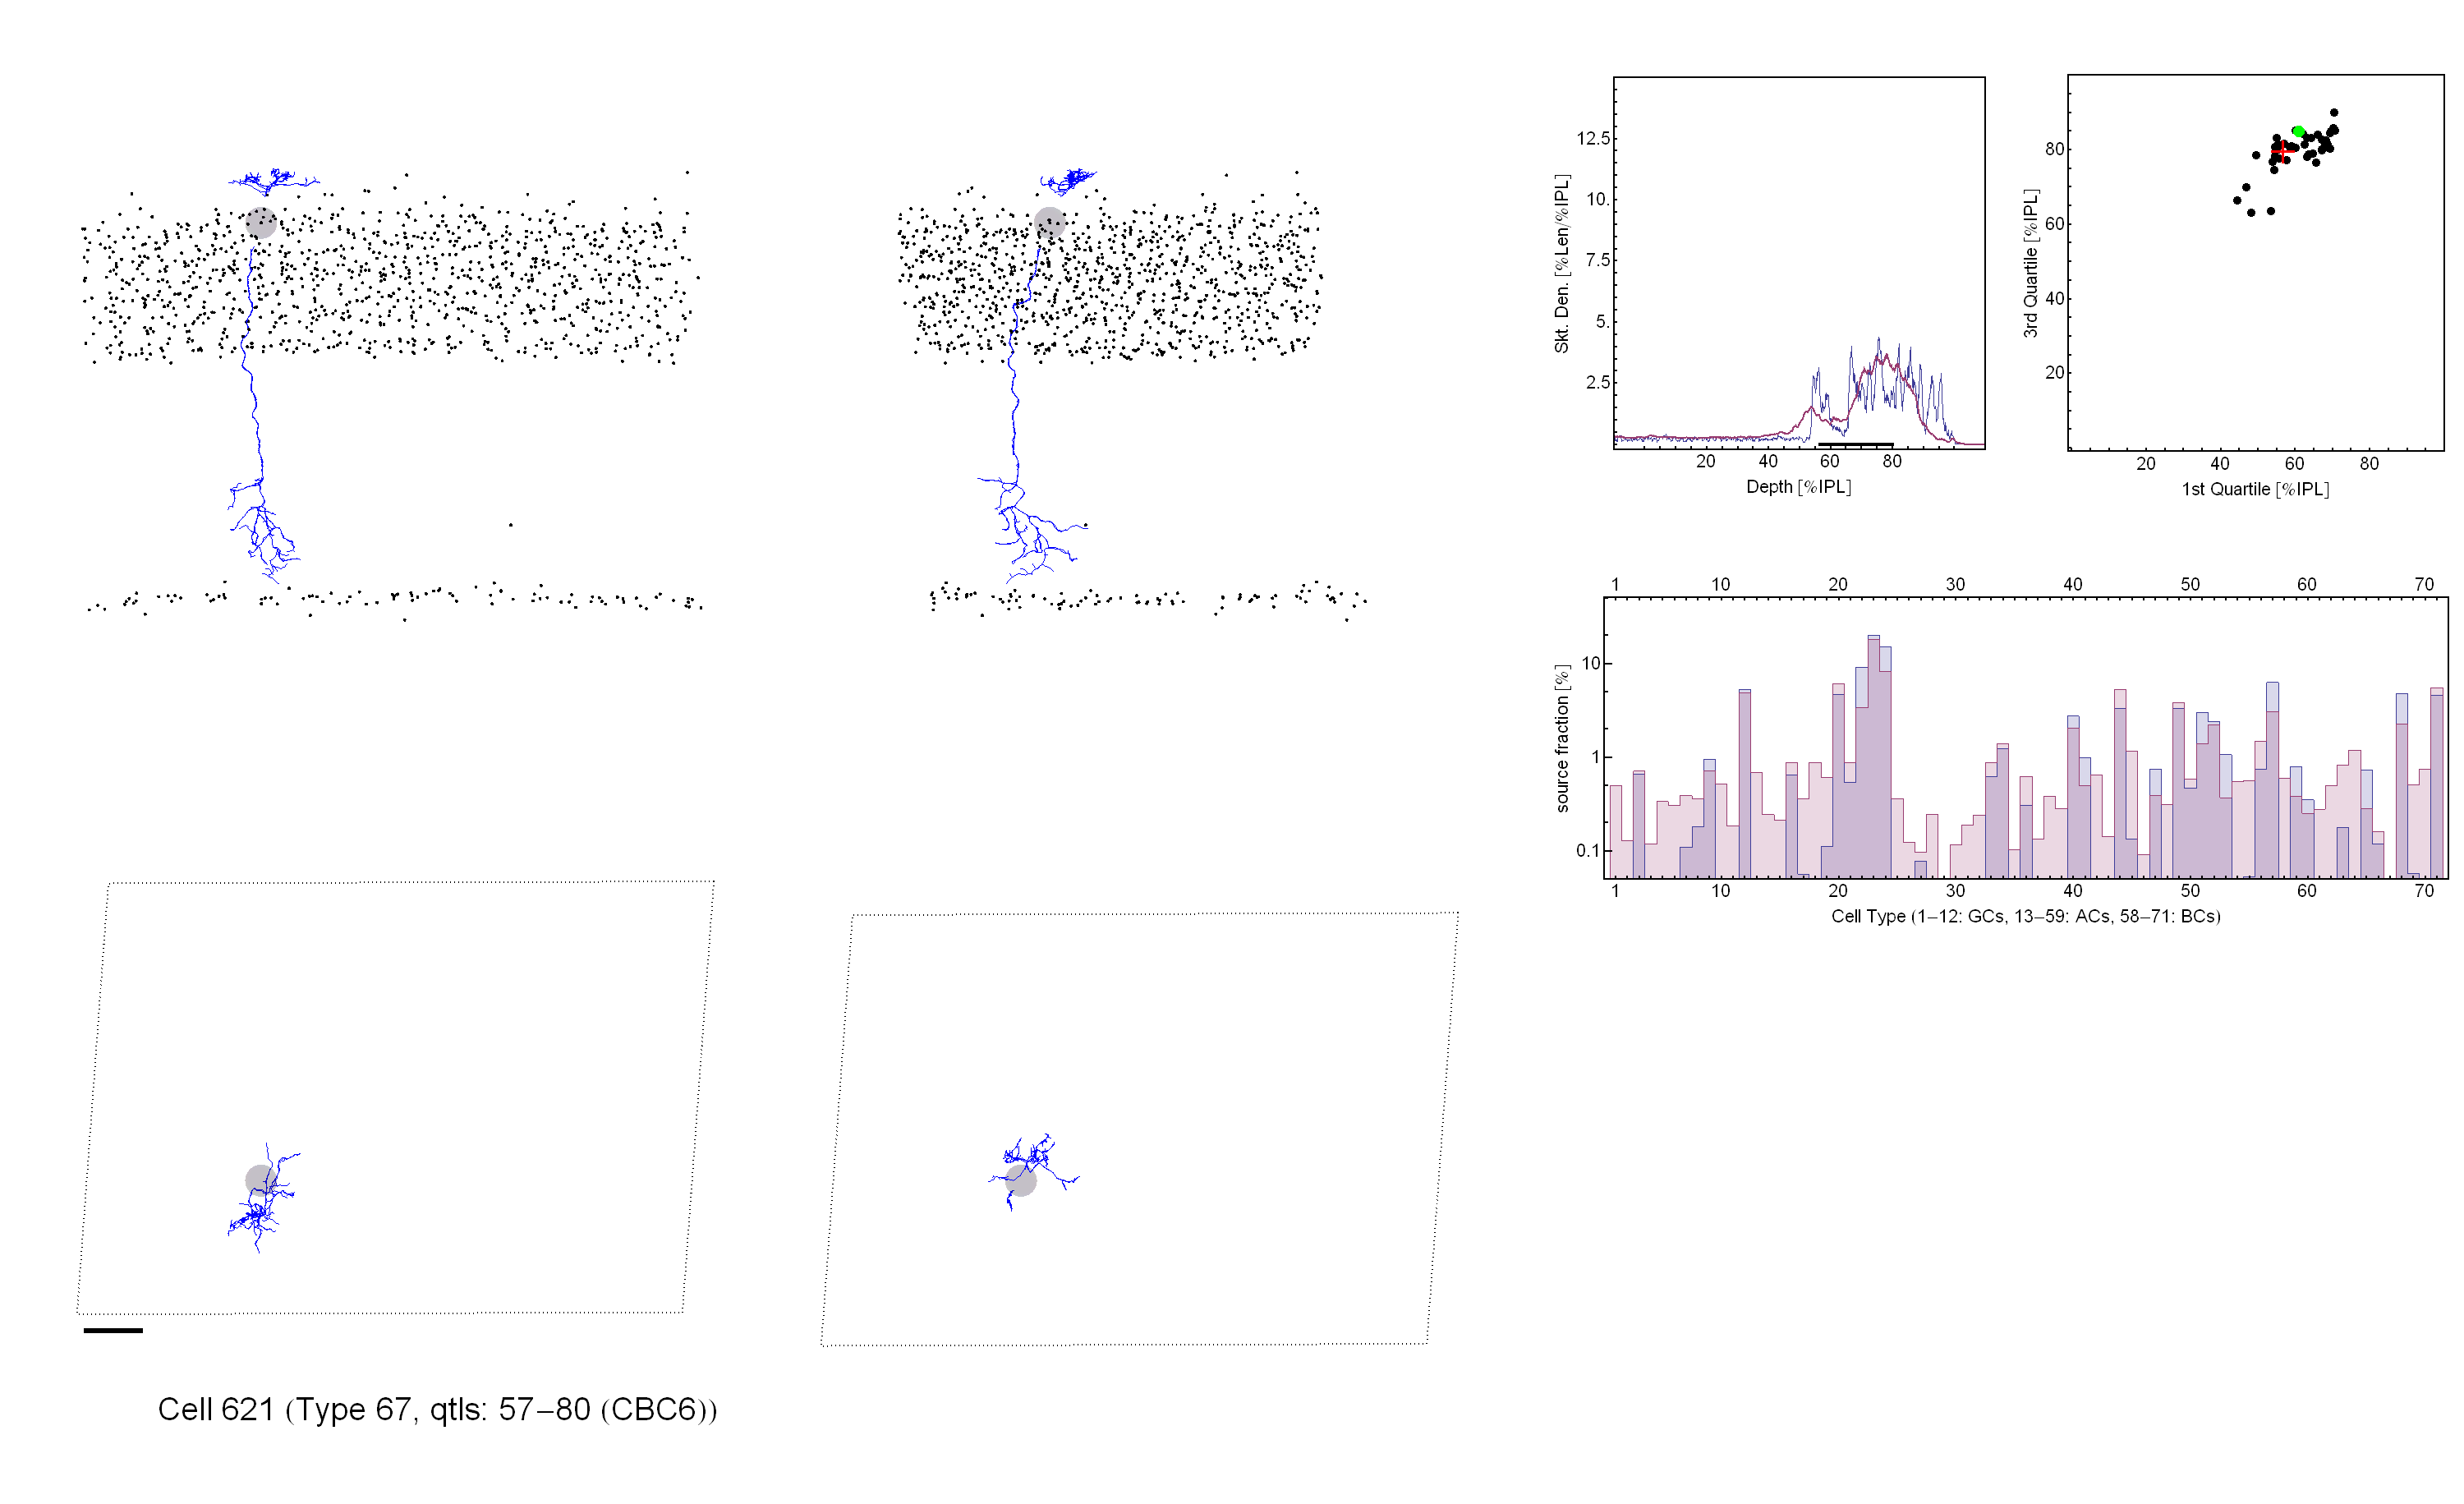 12.5
10.
7.5
5.
2.5
Skt. Den. [%Len/%IPL]
20 40 60 80
Depth [%IPL]
80
60
40
20
3rd Quartile [%IPL]
20 40 60 80
1st Quartile [%IPL]
1 10 20 30 40 50 60 70
10
1
0.1
source fraction [%]
1 10 20 30 40 50 60 70
Cell Type (1–12: GCs, 13–59: ACs, 58–71: BCs)
Cell 621 (Type 67, qtls: 57–80 (CBC6))